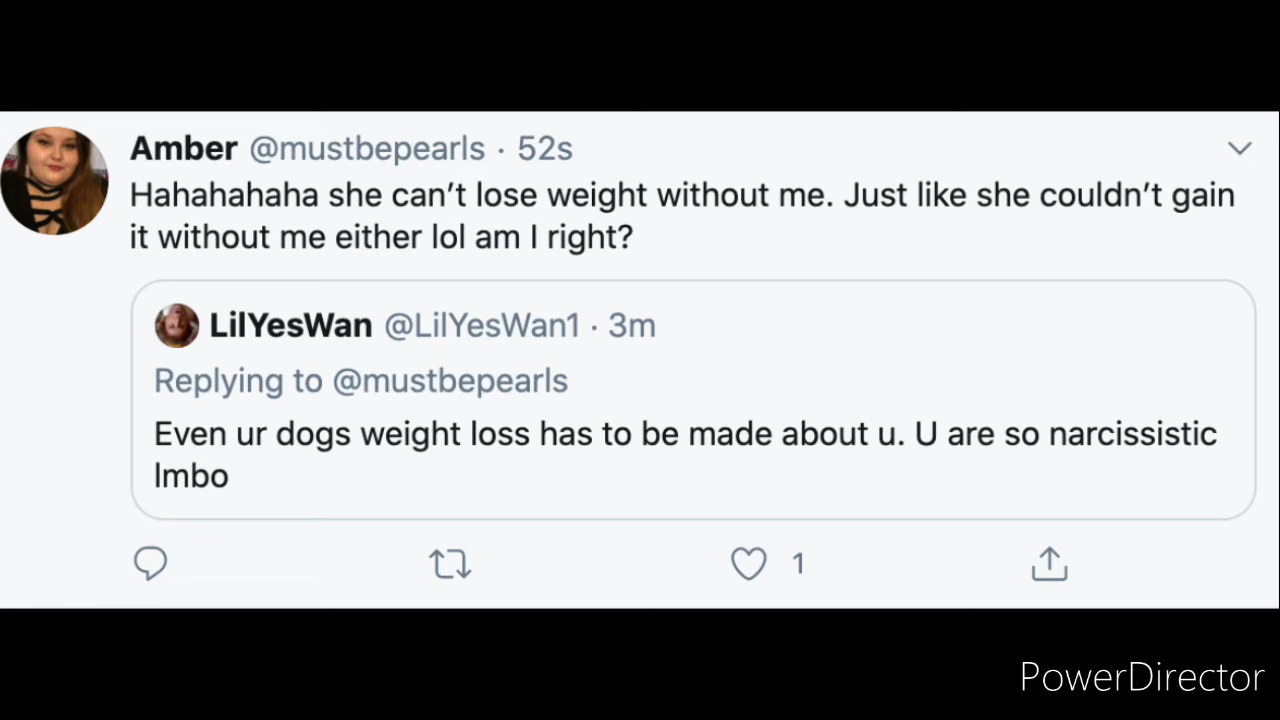 Amber @mustbepearls · 52s
Hahahahaha she can’t lose weight without me. Just like she couldn’t gain
it without me either lol am I right?
LilYesWan @LilYesWan1 · 3m
Replying to @mustbepearls
Even ur dogs weight loss has to be made about u. U are so narcissistic
lmbo
1
PowerDirector